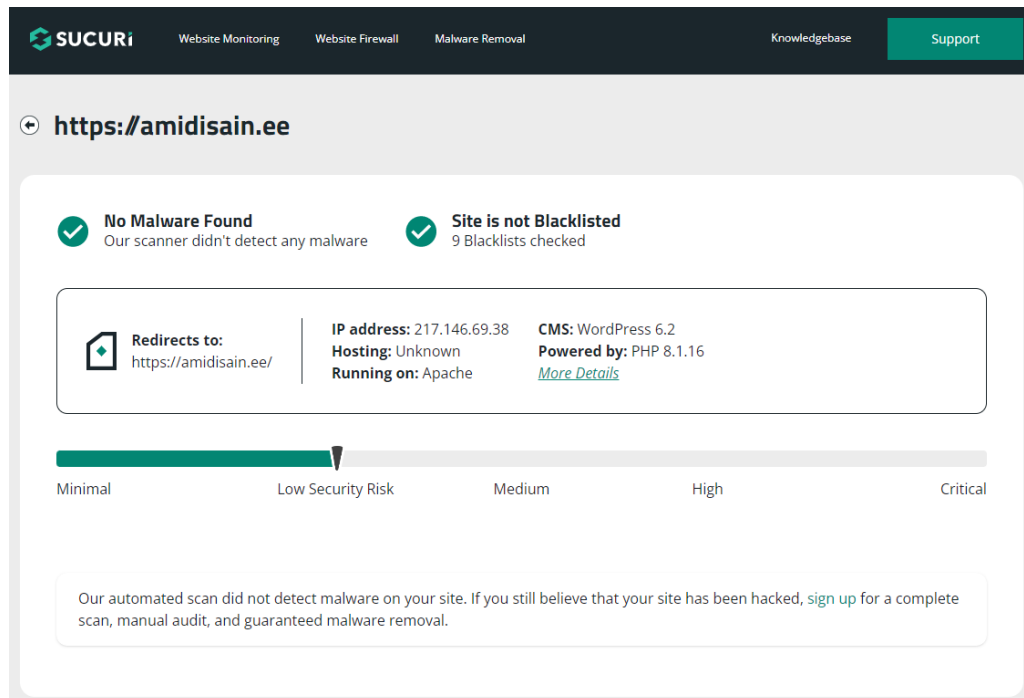 SUCURi
Website Monitoring
Website Firewall
Malware Removal
Knowledgebase
Support
https://amidisain.ee
No Malware Found
Our scanner didn't detect any malware
Site is not Blacklisted
9 Blacklists checked
Redirects to:
https://amidisain.ee/
IP address: 217.146.69.38
Hosting: Unknown
Running on: Apache
CMS: WordPress 6.2
Powered by: PHP 8.1.16
More Details
Minimal
Low Security Risk
Medium
High
Critical
Our automated scan did not detect malware on your site. If you still believe that your site has been hacked, sign up for a complete
scan, manual audit, and guaranteed malware removal.